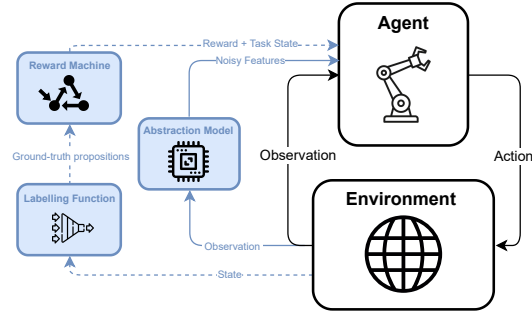 Agent
Reward + Task State
Reward Machine
Noisy Features
Abstraction Model
Ground-truth propositions
Observation
Action
Labelling Function
Environment
Observation
State